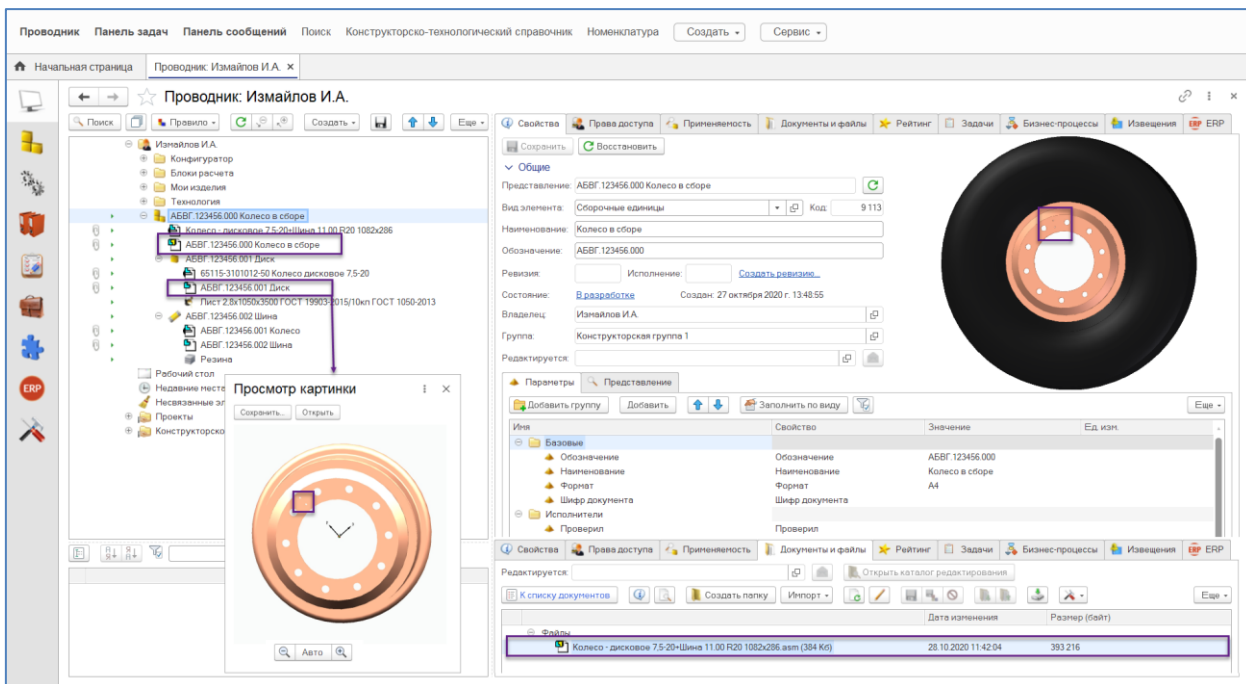 Проводник Панель задач Панель сообщений Поиск Конструкторско-технологический справочник Номенклатура Создать Сервис
Начальная страница Проводник: Измайлов И.А. ×
Проводник: Измайлов И.А.
Поиск Правило Создать Еще
Измайлов И.А.
Конфигуратор
Блоки расчета
Мои изделия
Технология
АБВГ.123456.000 Колесо в сборе
Колесо - дисковое 7,5-20+Шина 11.00 R20 1082x286
АБВГ.123456.000 Колесо в сборе
АБВГ.123456.001 Диск
65115-3101012-50 Колесо дисковое 7,5-20
АБВГ.123456.001 Диск
Лист 2,8x1050x3500 ГОСТ 19903-2015/10кп ГОСТ 1050-2013
АБВГ.123456.002 Шина
АБВГ.123456.001 Колесо
АБВГ.123456.002 Шина
Резина
Рабочий стол
Недавние места
Несвязанные эл
Проекты
Конструкторско
ERP
Просмотр картинки
Сохранить... Открыть
Авто
Свойства Права доступа Применяемость Документы и файлы Рейтинг Задачи Бизнес-процессы Извещения ERP ERP
Сохранить Восстановить
Общие
Представление: АБВГ.123456.000 Колесо в сборе
Вид элемента: Сборочные единицы Код: 9 113
Наименование: Колесо в сборе
Обозначение: АБВГ.123456.000
Ревизия: Исполнение: Создать ревизию...
Состояние: В разработке Создан: 27 октября 2020 г. 13:48:55
Владелец: Измайлов И.А.
Группа: Конструкторская группа 1
Редактируется:
Параметры Представление
Добавить группу Добавить Заполнить по виду Еще
Имя Свойство Значение Ед. изм.
Базовые
Обозначение Обозначение АБВГ.123456.000
Наименование Наименование Колесо в сборе
Формат Формат А4
Шифр документа Шифр документа
Исполнители
Проверил Проверил
Свойства Права доступа Применяемость Документы и файлы Рейтинг Задачи Бизнес-процессы Извещения ERP ERP
Редактируется: Открыть каталог редактирования
К списку документов Создать папку Импорт Еще
Дата изменения Размер (байт)
Файлы
Колесо - дисковое 7,5-20+Шина 11.00 R20 1082x286.asm (384 Кб) 28.10.2020 11:42:04 393 216